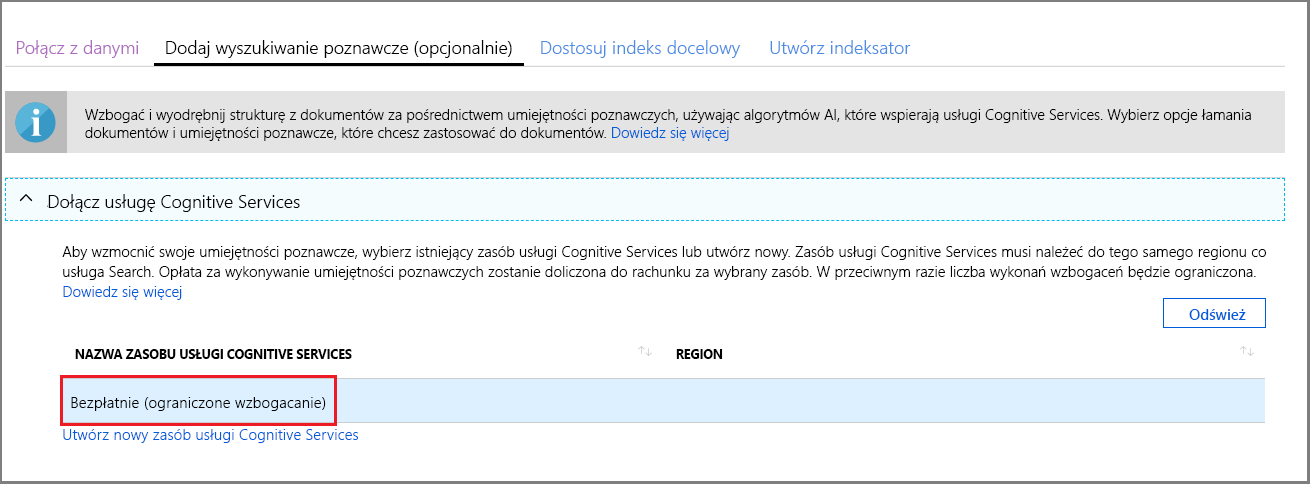 Połącz z danymi Dodaj wyszukiwanie poznawcze (opcjonalnie) Dostosuj indeks docelowy Utwórz indeksator
Wzbogać i wyodrębnij strukturę z dokumentów za pośrednictwem umiejętności poznawczych, używając algorytmów AI, które wspierają usługi Cognitive Services. Wybierz opcje łamania
dokumentów i umiejętności poznawcze, które chcesz zastosować do dokumentów. Dowiedz się więcej
Dołącz usługę Cognitive Services
Aby wzmocnić swoje umiejętności poznawcze, wybierz istniejący zasób usługi Cognitive Services lub utwórz nowy. Zasób usługi Cognitive Services musi należeć do tego samego regionu co
usługa Search. Opłata za wykonywanie umiejętności poznawczych zostanie doliczona do rachunku za wybrany zasób. W przeciwnym razie liczba wykonań wzbogaceń będzie ograniczona.
Dowiedz się więcej
Odśwież
NAZWA ZASOBU USŁUGI COGNITIVE SERVICES REGION
Bezpłatnie (ograniczone wzbogacanie)
Utwórz nowy zasób usługi Cognitive Services